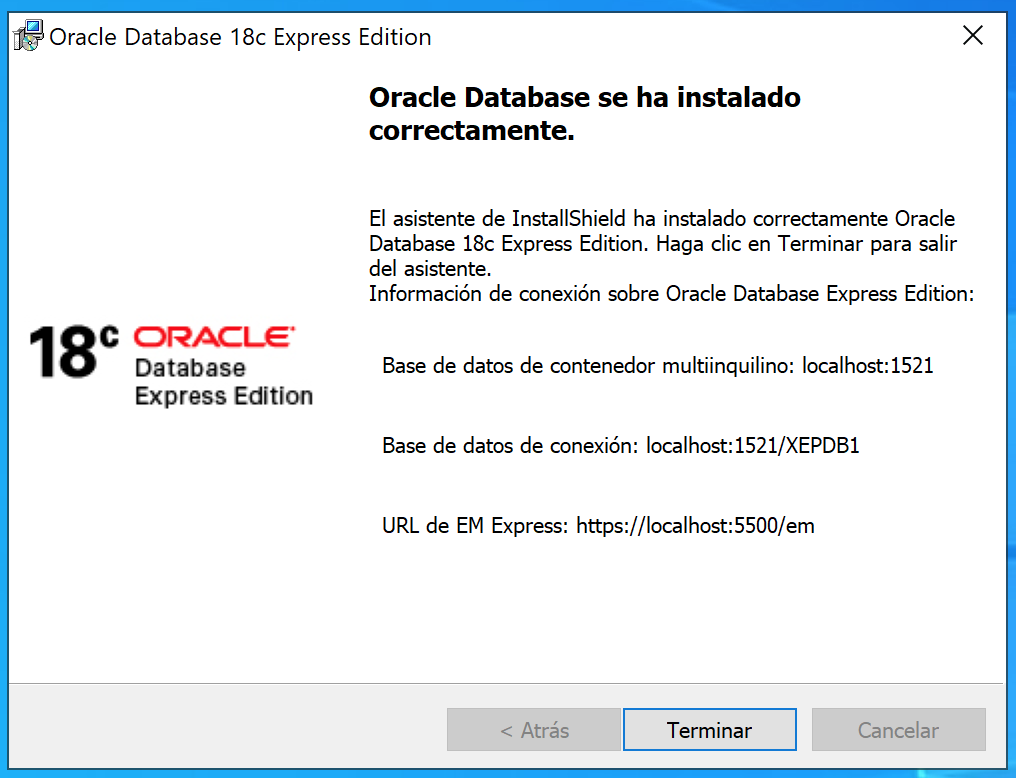 Oracle Database 18c Express Edition
Oracle Database se ha instalado
correctamente.
El asistente de InstallShield ha instalado correctamente Oracle
Database 18c Express Edition. Haga clic en Terminar para salir
del asistente.
Información de conexión sobre Oracle Database Express Edition:
18c ORACLE
Database
Express Edition
Base de datos de contenedor multiinquilino: localhost:1521
Base de datos de conexión: localhost:1521/XEPDB1
URL de EM Express: https://localhost:5500/em
< Atrás
Terminar
Cancelar